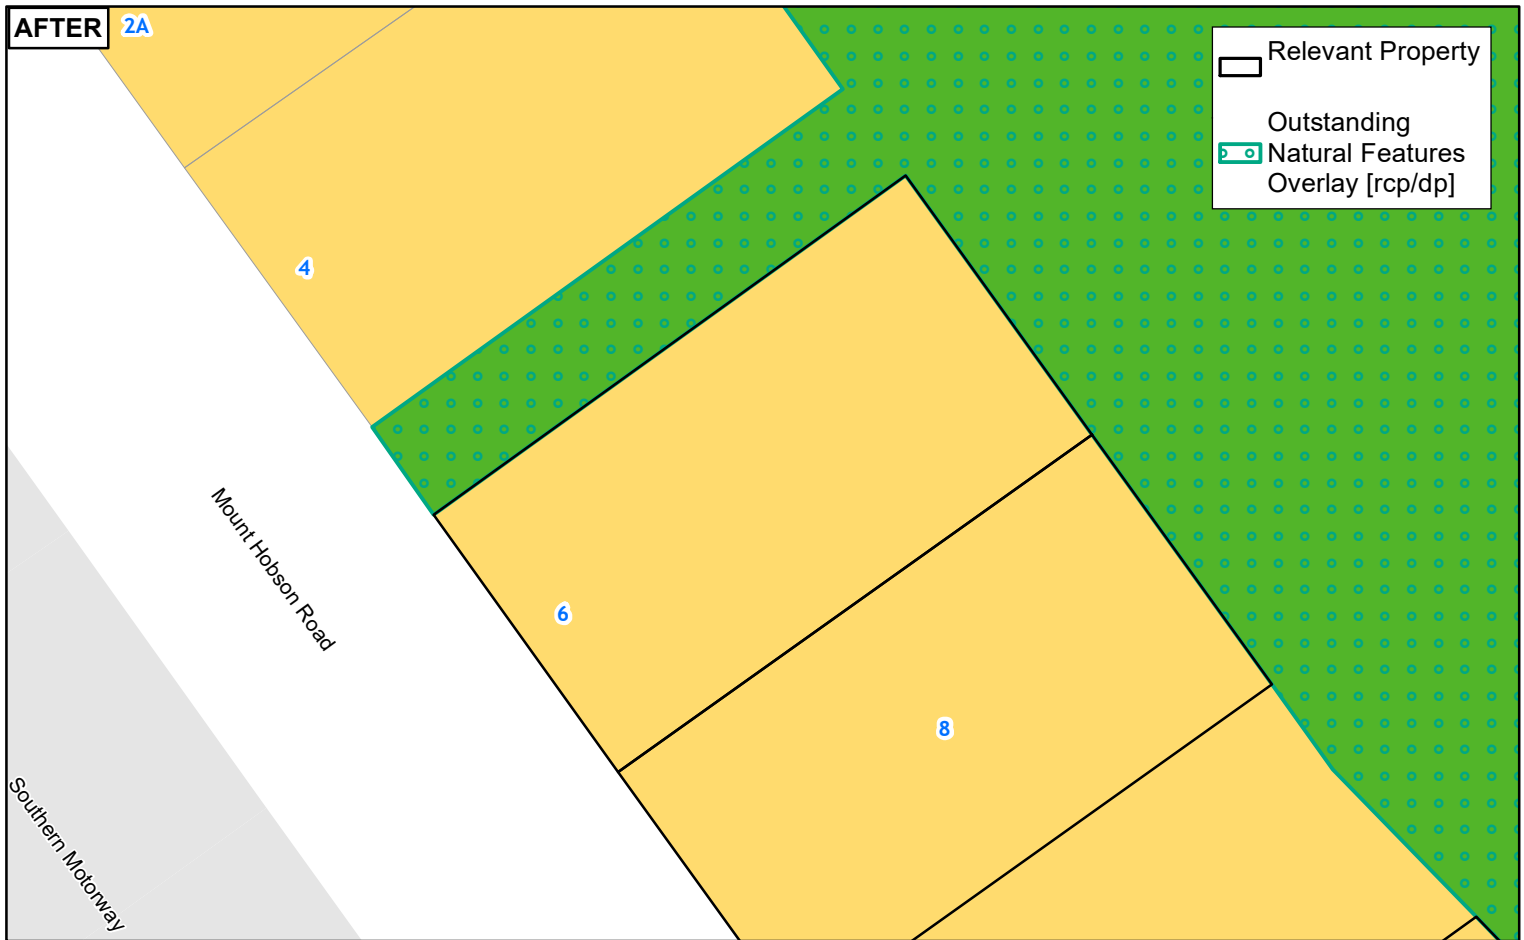 AFTER
2A
Relevant Property
Outstanding
Natural Features
Overlay [rcp/dp]
4
Mount Hobson Road
6
8
Southern Motorway